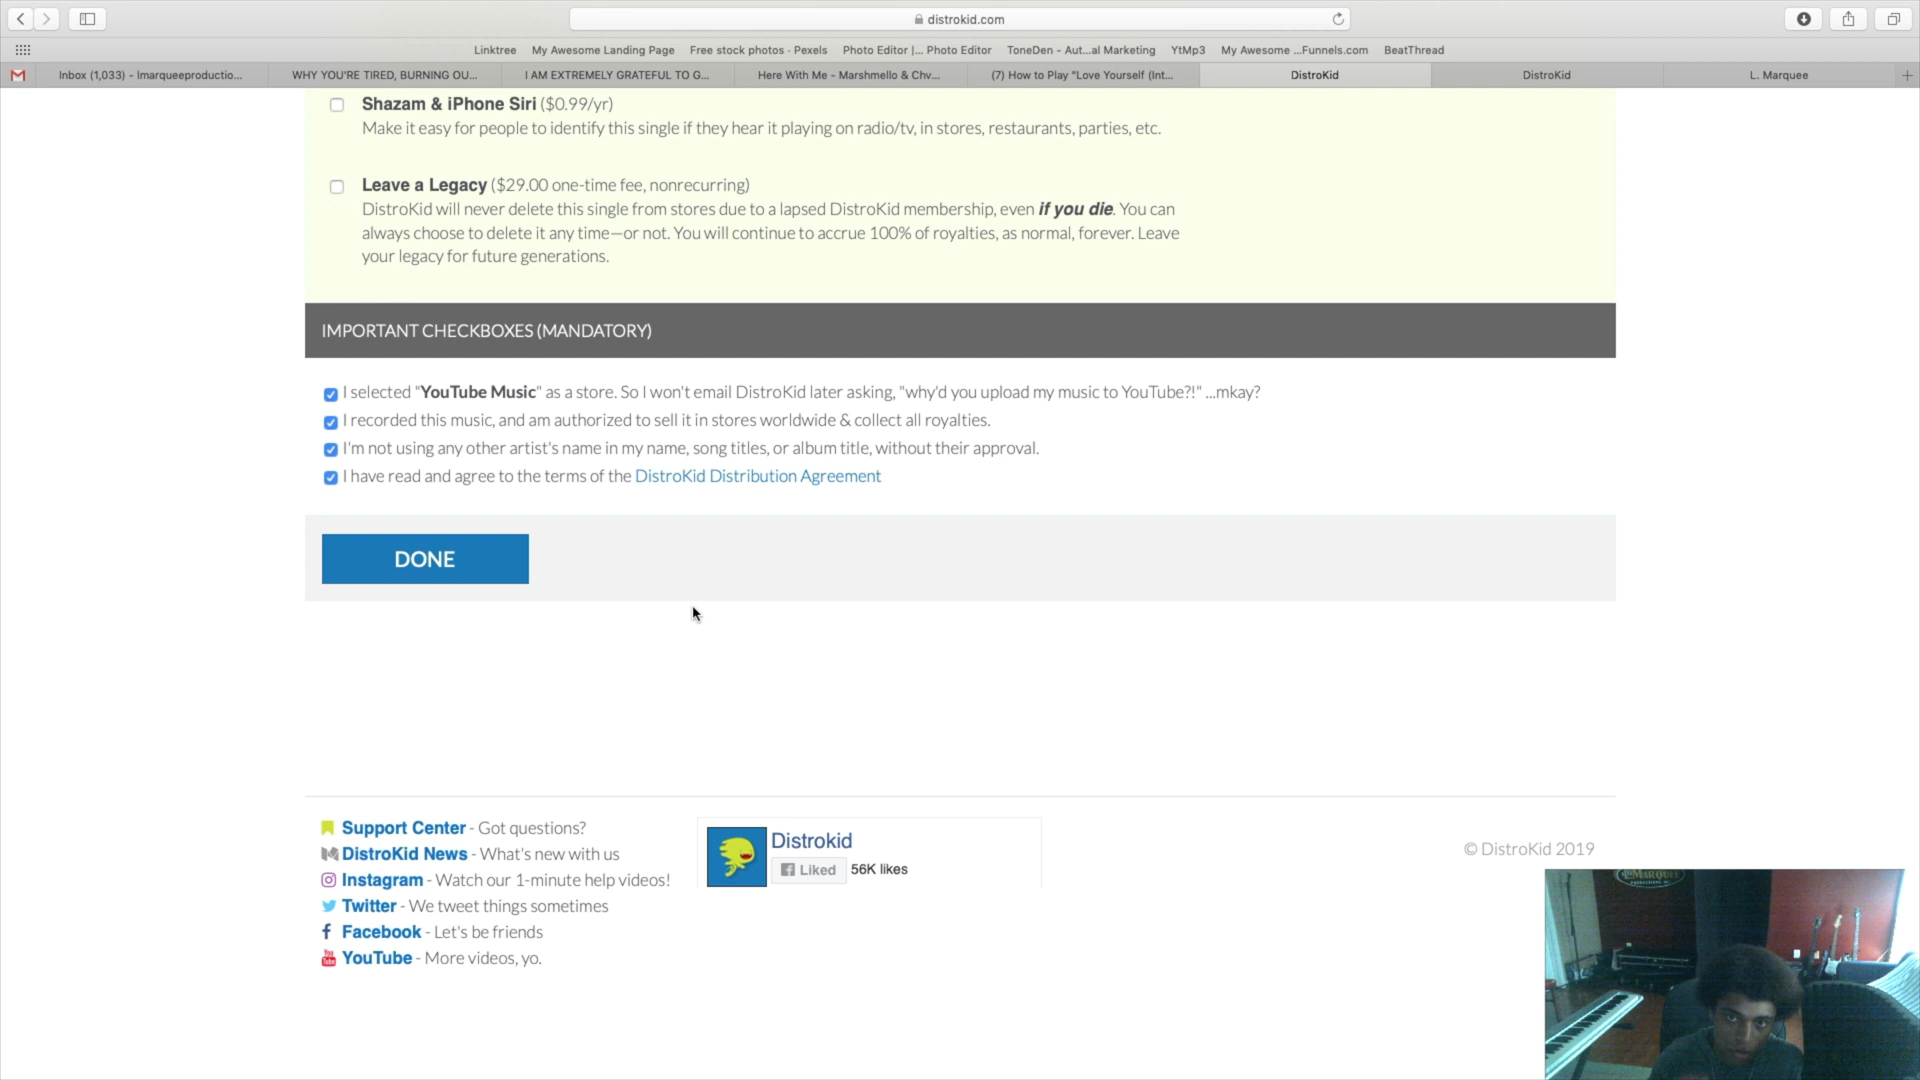 distrokid.com
Linktree My Awesome Landing Page Free stock photos · Pexels Photo Editor |... Photo Editor ToneDen - Aut...al Marketing YtMp3 My Awesome ...Funnels.com BeatThread
Inbox (1,033) - lmarqueeproductio... WHY YOU'RE TIRED, BURNING OU... I AM EXTREMELY GRATEFUL TO G... Here With Me - Marshmello & Chv... (7) How to Play "Love Yourself (Int... DistroKid DistroKid L. Marquee
Shazam & iPhone Siri ($0.99/yr)
Make it easy for people to identify this single if they hear it playing on radio/tv, in stores, restaurants, parties, etc.
Leave a Legacy ($29.00 one-time fee, nonrecurring)
DistroKid will never delete this single from stores due to a lapsed DistroKid membership, even if you die. You can
always choose to delete it any time—or not. You will continue to accrue 100% of royalties, as normal, forever. Leave
your legacy for future generations.
IMPORTANT CHECKBOXES (MANDATORY)
I selected "YouTube Music" as a store. So I won't email DistroKid later asking, "why'd you upload my music to YouTube?!" ...mkay?
I recorded this music, and am authorized to sell it in stores worldwide & collect all royalties.
I'm not using any other artist's name in my name, song titles, or album title, without their approval.
I have read and agree to the terms of the DistroKid Distribution Agreement
DONE
Support Center - Got questions?
DistroKid News - What's new with us
Instagram - Watch our 1-minute help videos!
Twitter - We tweet things sometimes
Facebook - Let's be friends
YouTube - More videos, yo.
Distrokid
Liked 56K likes
© DistroKid 2019